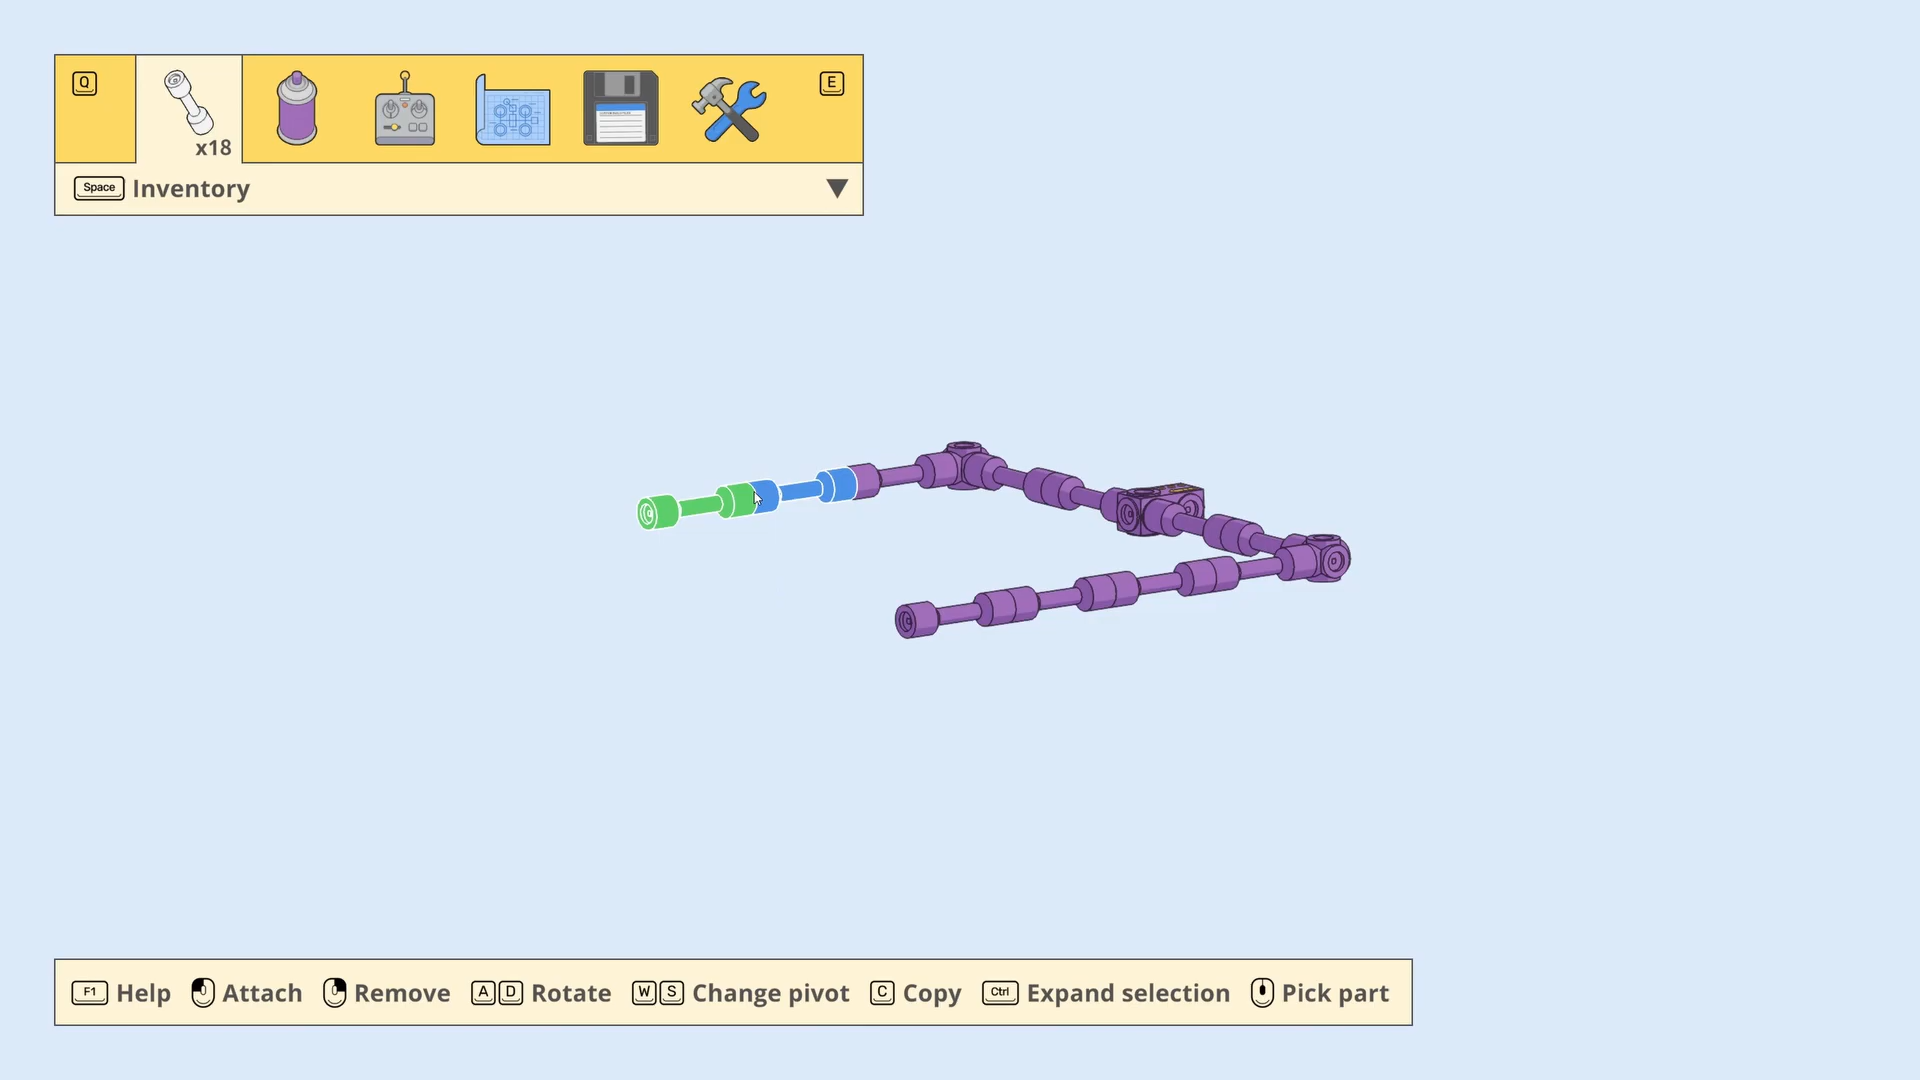 Q
E
x18
Space Inventory
F1 Help Attach Remove A D Rotate W S Change pivot C Copy Ctrl Expand selection Pick part